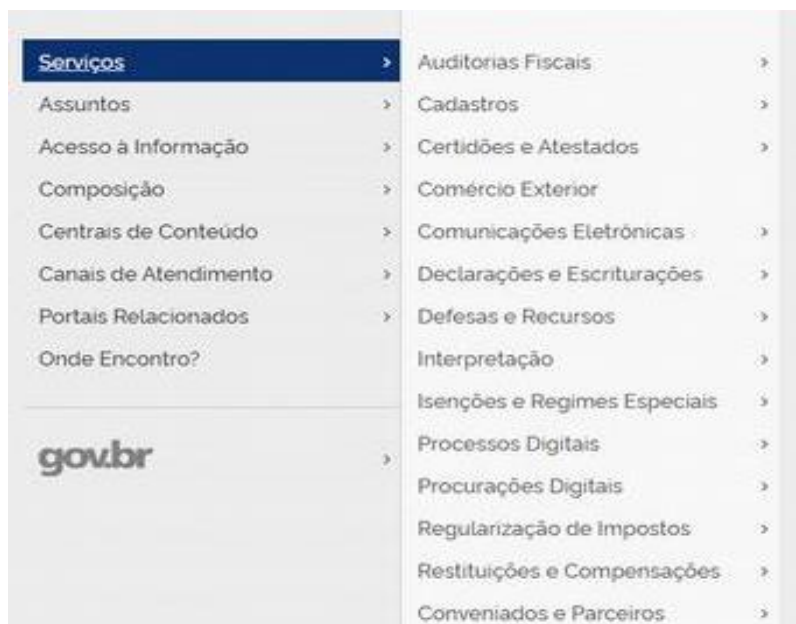 Serviços
Assuntos
Acesso à Informação
Composição
Centrais de Conteúdo
Canais de Atendimento
Portais Relacionados
Onde Encontro?
gov.br
Auditorias Fiscais
Cadastros
Certidões e Atestados
Comércio Exterior
Comunicações Eletrônicas
Declarações e Escriturações
Defesas e Recursos
Interpretação
Isenções e Regimes Especiais
Processos Digitais
Procurações Digitais
Regularização de Impostos
Restituições e Compensações
Conveniados e Parceiros